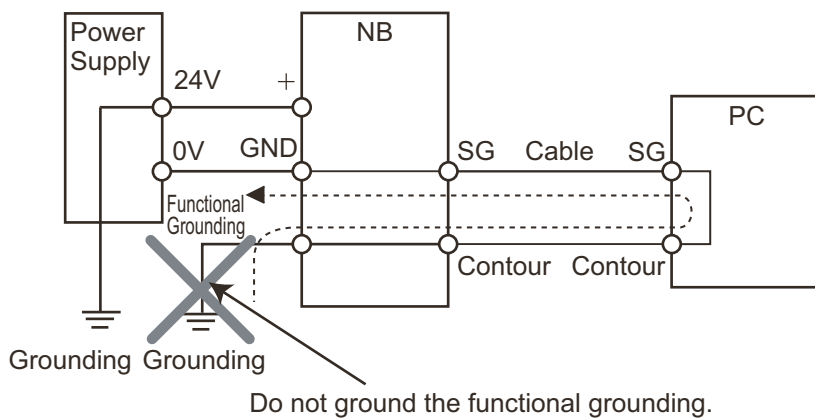 Power
Supply
NB
24V
+
PC
0V
GND
SG
Cable
SG
Functional
Grounding
Contour
Contour
Grounding
Grounding
Do not ground the functional grounding.